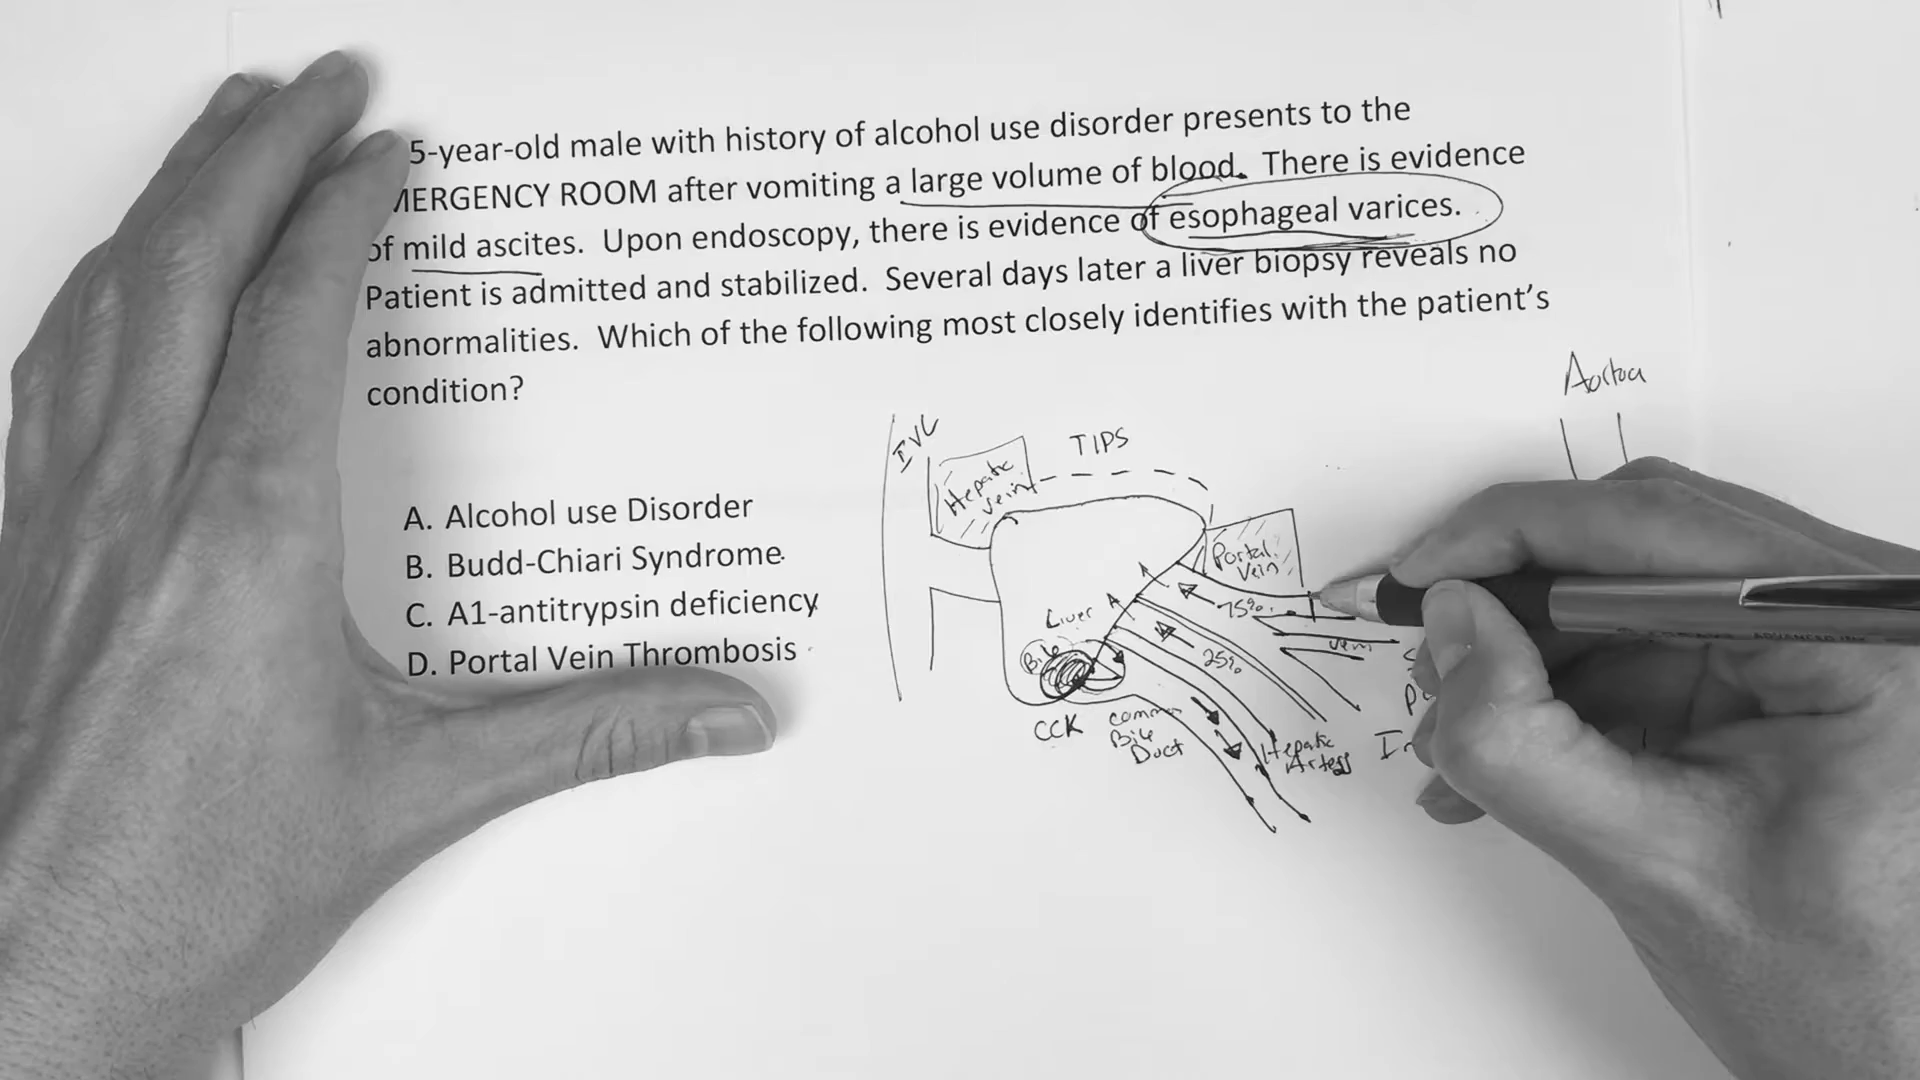 5-year-old male with history of alcohol use disorder presents to the
MERGENCY ROOM after vomiting a large volume of blood. There is evidence
of mild ascites. Upon endoscopy, there is evidence of esophageal varices.
Patient is admitted and stabilized. Several days later a liver biopsy reveals no
abnormalities. Which of the following most closely identifies with the patient's
condition?
A. Alcohol use Disorder
B. Budd-Chiari Syndrome
C. A1-antitrypsin deficiency
D. Portal Vein Thrombosis
Aorta
IVC
TIPS
Hepatic
vein
Portal
Vein
75%
Liver
25%
vein
Bile
CCK
common
Bile
Duct
Hepatic
Artery